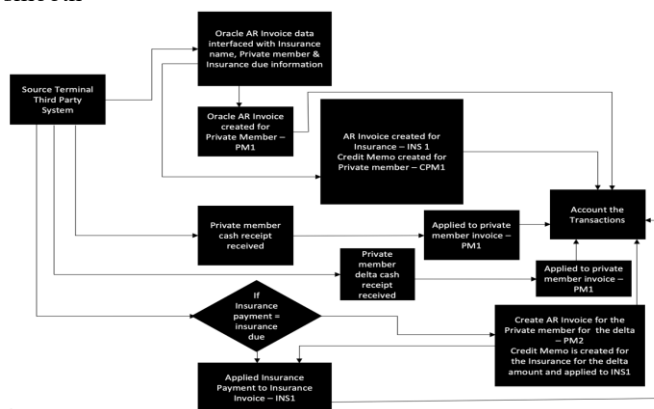 Oracle AR Invoice data
interfaced with Insurance
name, Private member &
Insurance due information
Source Terminal
Third Party
System
Oracle AR Invoice
created for
Private Member –
PM1
AR Invoice created for
Insurance – INS 1
Credit Memo created for
Private member – CPM1
Account the
Transactions
Private member
cash receipt
received
Applied to private
member invoice –
PM1
Private
member
delta cash
receipt
received
Applied to private
member invoice –
PM1
If
Insurance
payment =
insurance
due
Create AR Invoice for the
Private member for the delta
– PM2
Credit Memo is created for
the Insurance for the delta
amount and applied to INS1
Applied Insurance
Payment to Insurance
Invoice – INS1